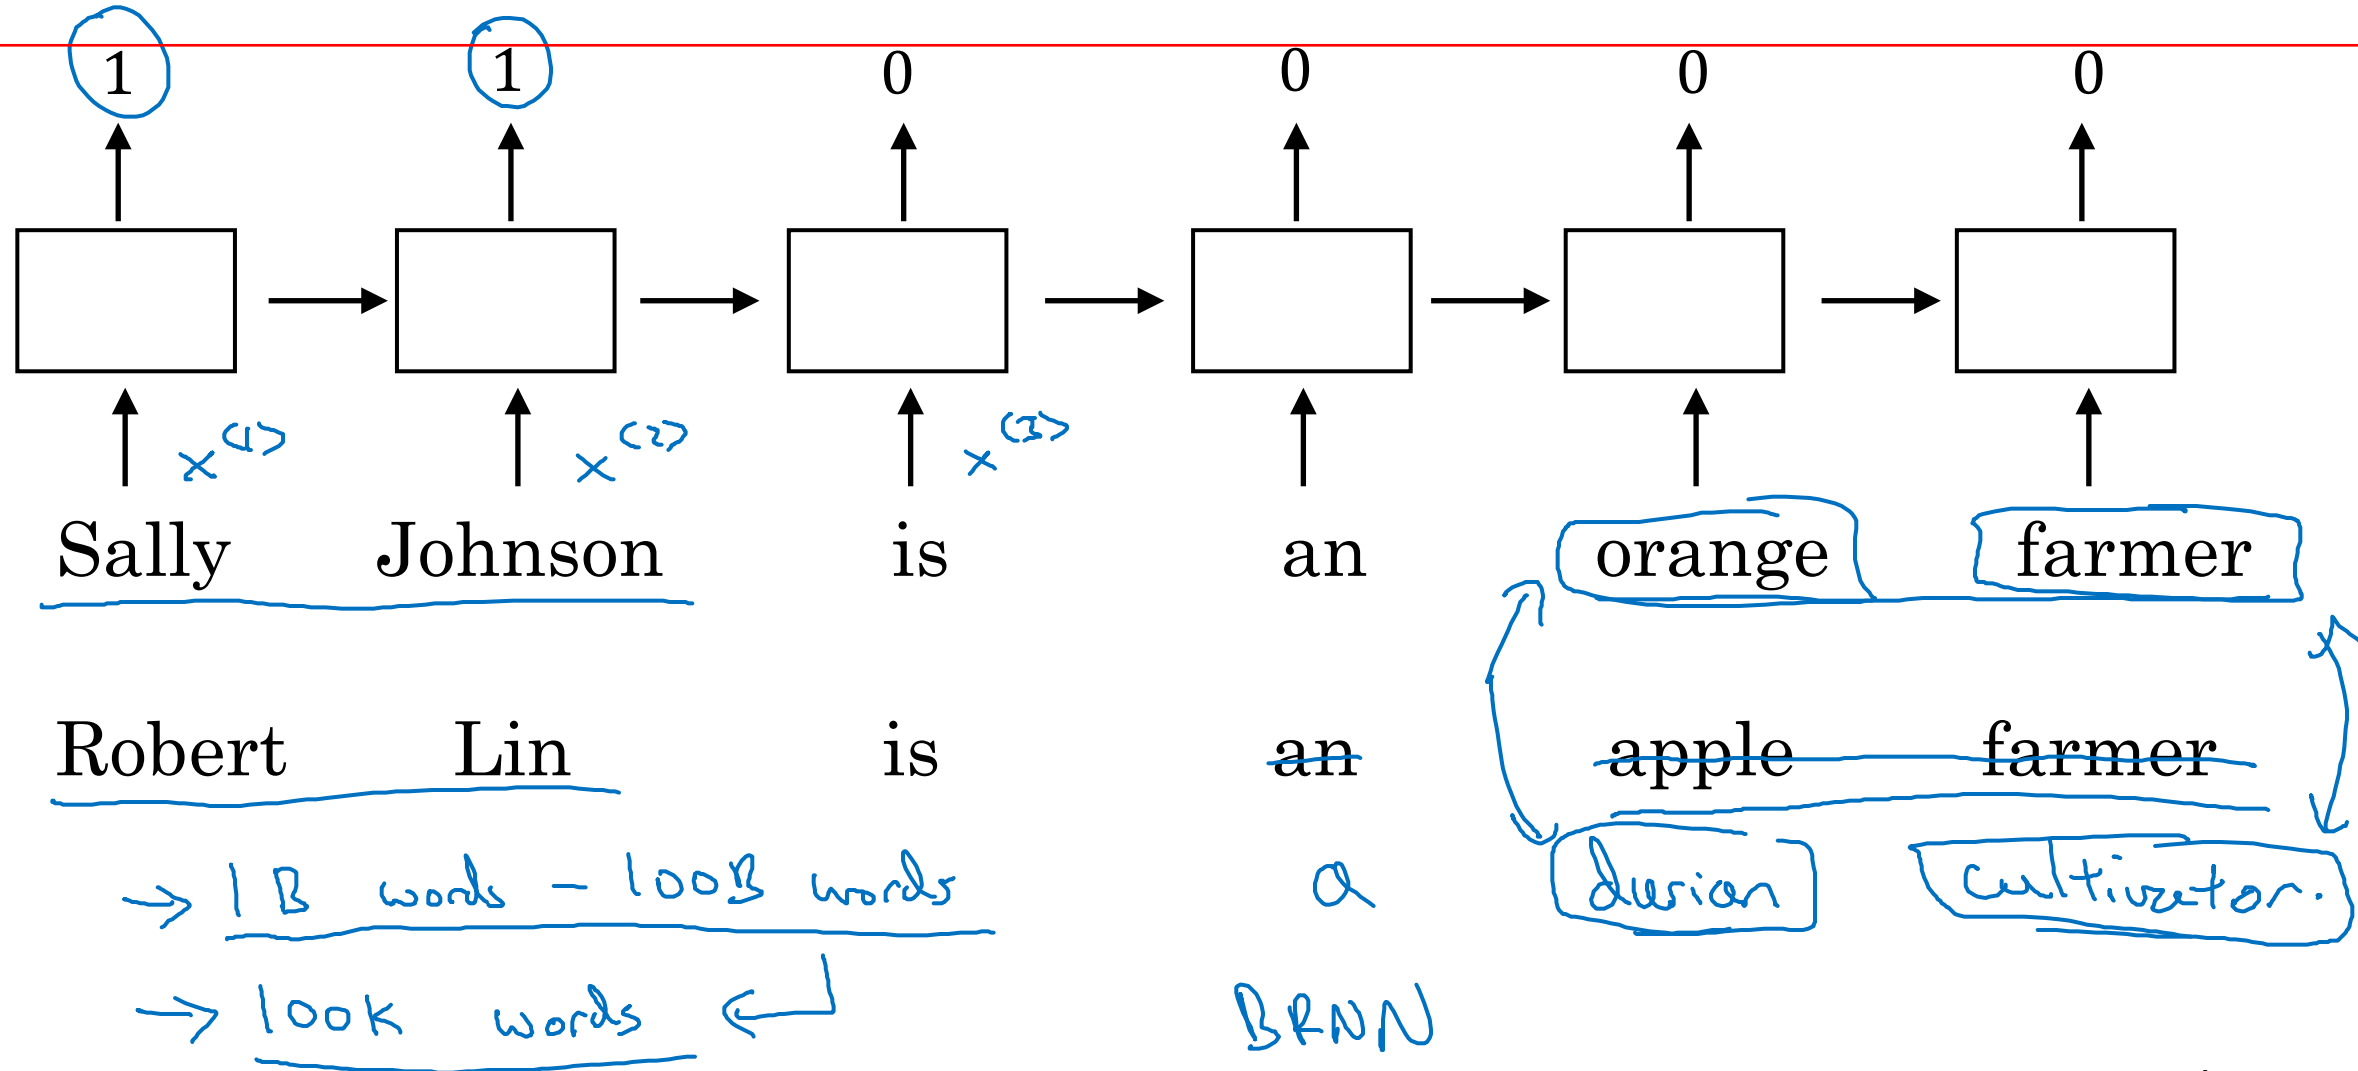 1 1 0 0 0 0
x<1> x<2> x<3>
Sally Johnson is an orange farmer
Robert Lin is an apple farmer
→ 1B words - 100B words a durian cultivator.
→ 100K words BRNN